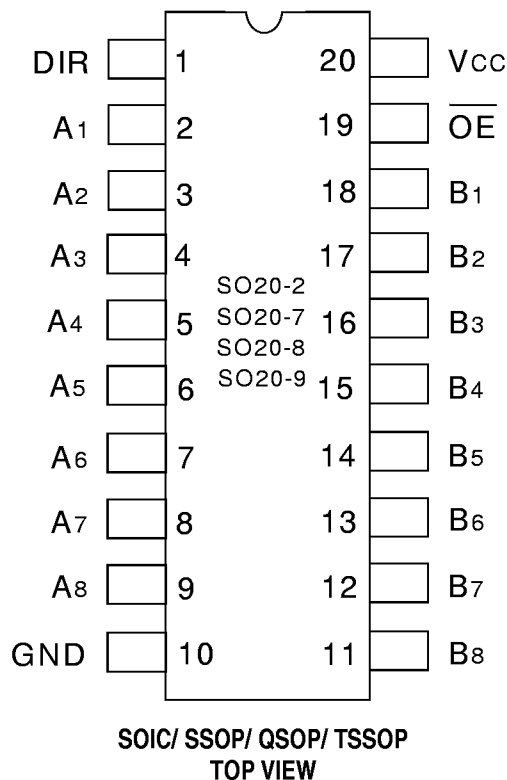 DIR 1 20 VCC
A1 2 19 O̅E̅
A2 3 18 B1
A3 4 17 B2
SO20-2
A4 5 SO20-7 16 B3
SO20-8
A5 6 SO20-9 15 B4
A6 7 14 B5
A7 8 13 B6
A8 9 12 B7
GND 10 11 B8
SOIC/ SSOP/ QSOP/ TSSOP
TOP VIEW